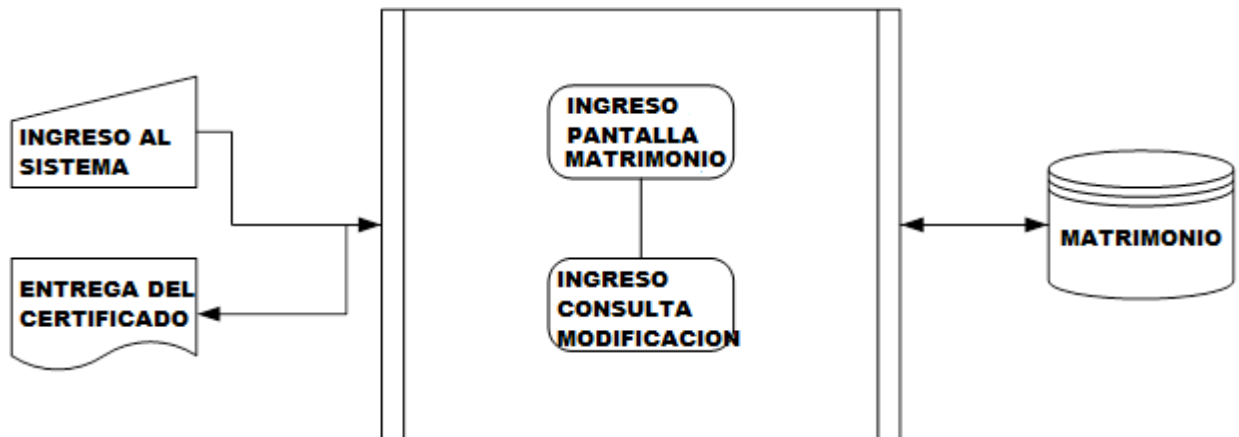 INGRESO AL
SISTEMA
ENTREGA DEL
CERTIFICADO
INGRESO
PANTALLA
MATRIMONIO
INGRESO
CONSULTA
MODIFICACION
MATRIMONIO